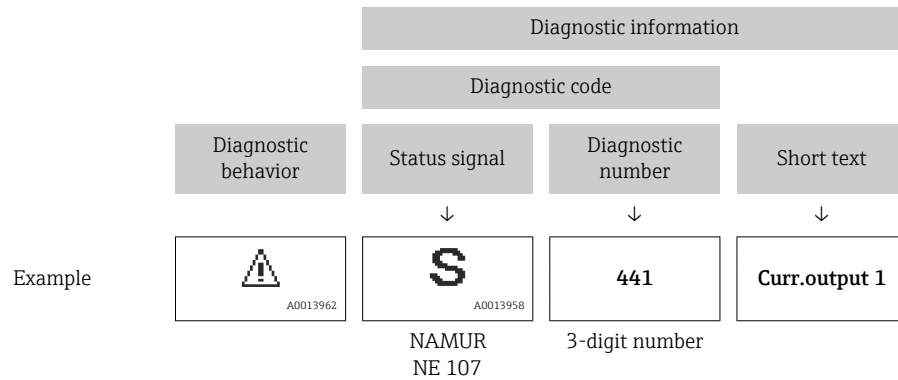 Diagnostic information
Diagnostic code
Diagnostic
behavior
Status signal
Diagnostic
number
Short text
↓
↓
↓
Example
A0013962
S
A0013958
441
Curr.output 1
NAMUR
NE 107
3-digit number